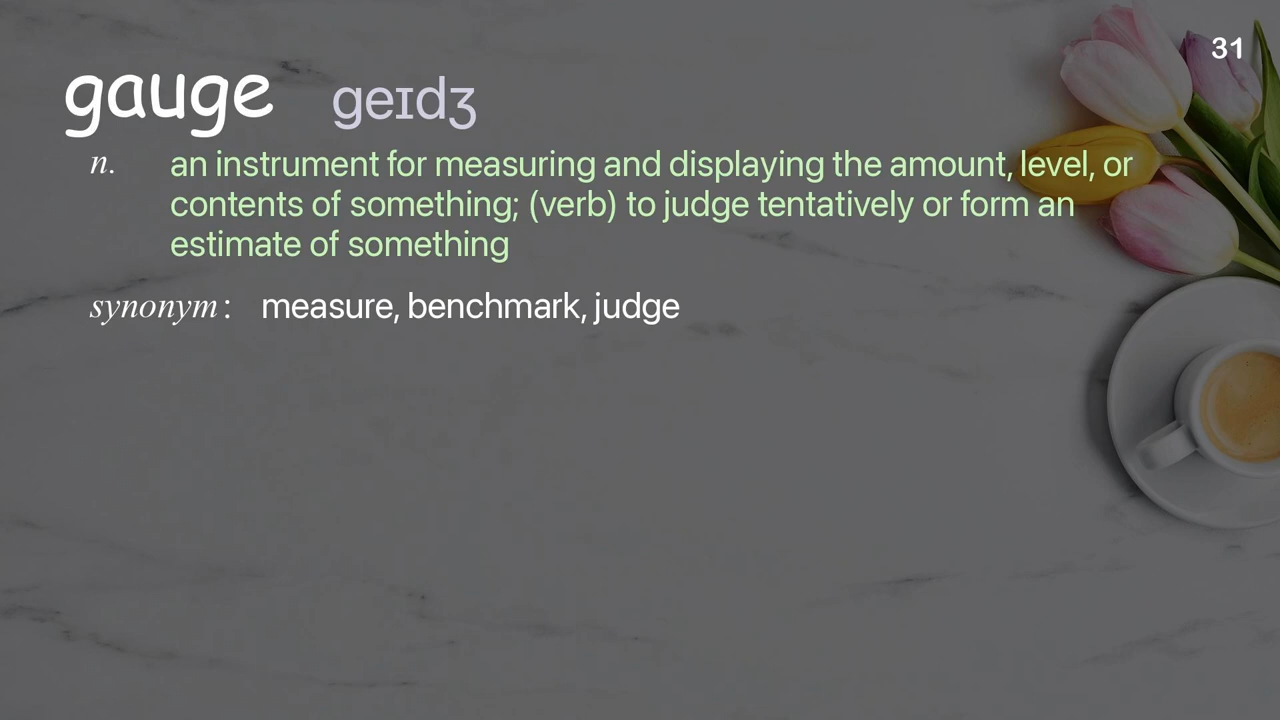 31
gauge geɪdʒ
n. an instrument for measuring and displaying the amount, level, or
contents of something; (verb) to judge tentatively or form an
estimate of something
synonym: measure, benchmark, judge